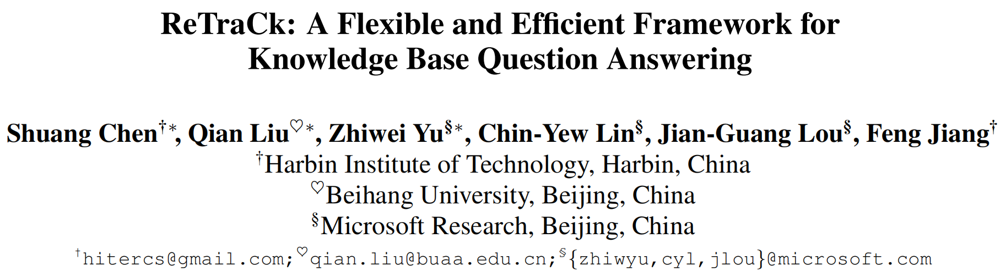 ReTraCk: A Flexible and Efficient Framework for
Knowledge Base Question Answering
Shuang Chen†∗, Qian Liu♡∗, Zhiwei Yu§∗, Chin-Yew Lin§, Jian-Guang Lou§, Feng Jiang†
†Harbin Institute of Technology, Harbin, China
♡Beihang University, Beijing, China
§Microsoft Research, Beijing, China
†hitercs@gmail.com;♡qian.liu@buaa.edu.cn;§{zhiwyu,cyl,jlou}@microsoft.com